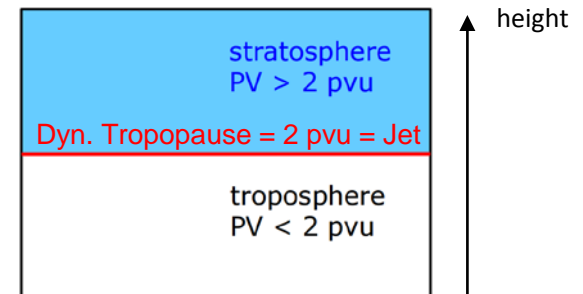 height
stratosphere
PV > 2 pvu
Dyn. Tropopause = 2 pvu = Jet
troposphere
PV < 2 pvu